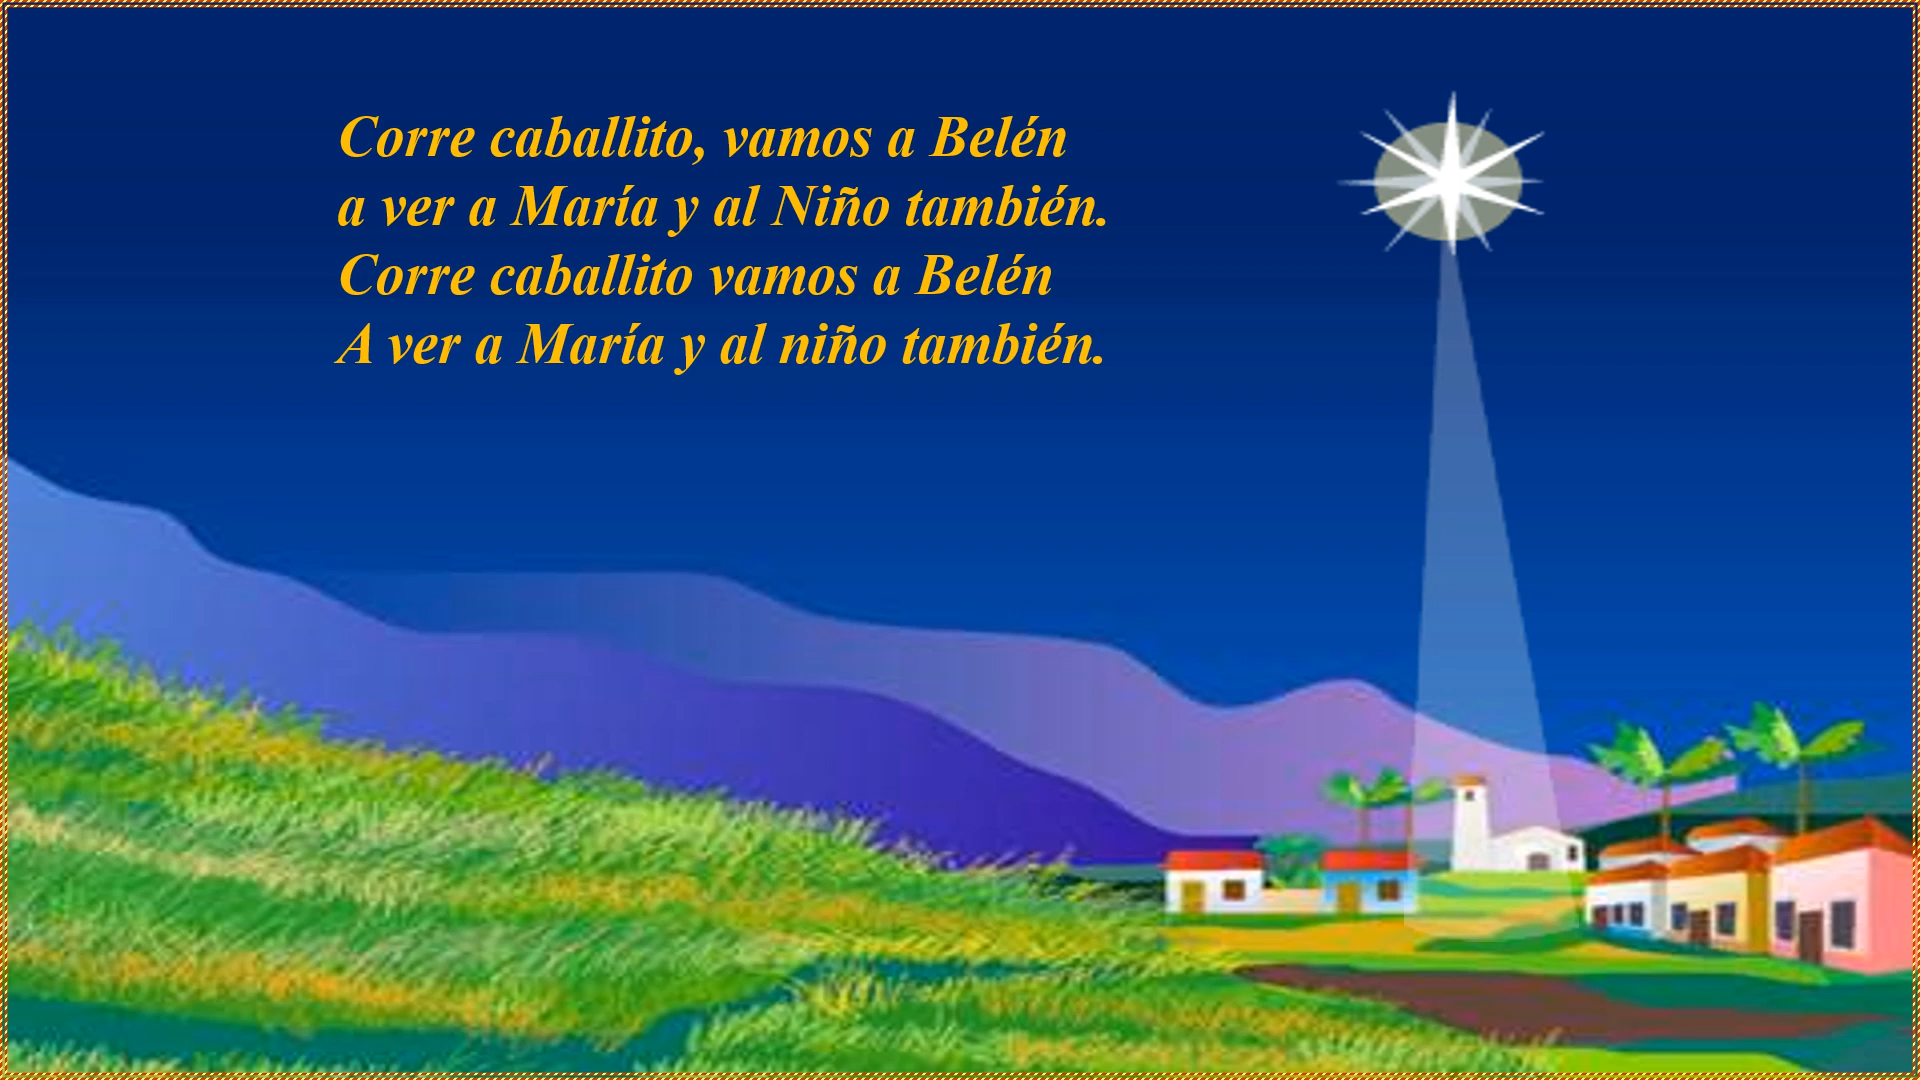 Corre caballito, vamos a Belén
a ver a María y al Niño también.
Corre caballito vamos a Belén
A ver a María y al niño también.